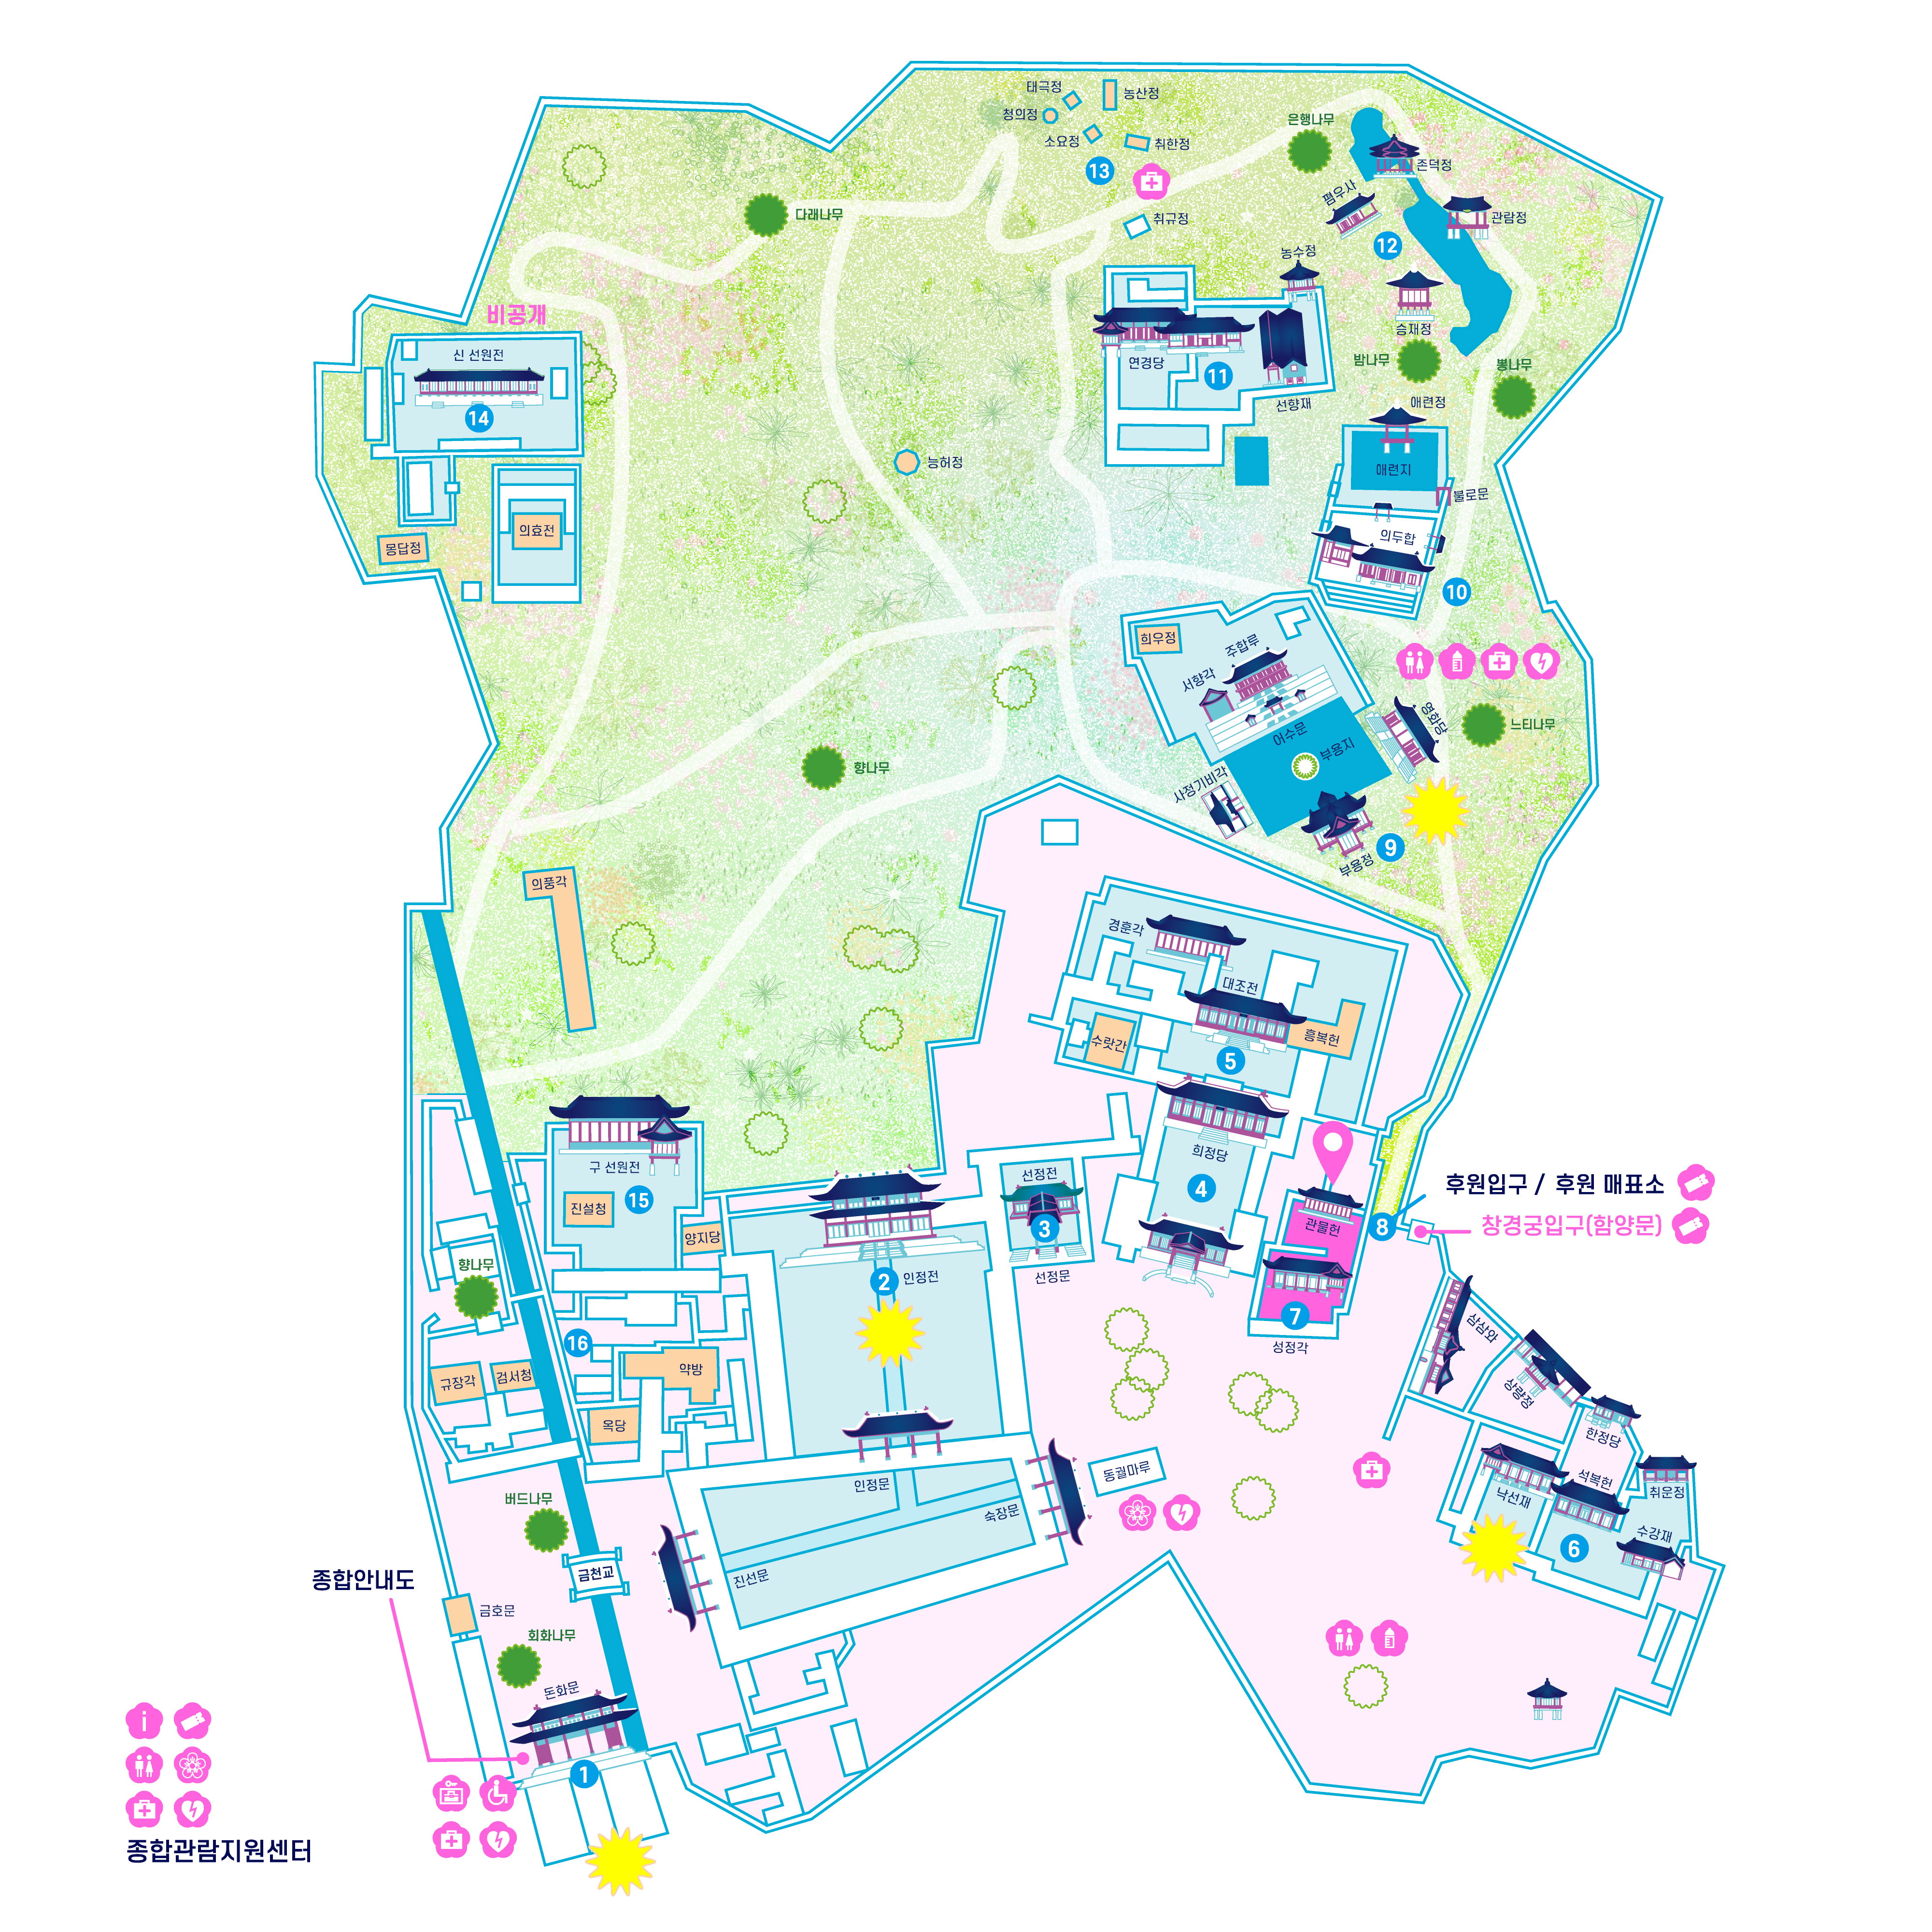 태극정
농산정
청의정
소요정
취한정
13
은행나무
존덕정
폄우사
관람정
12
다래나무
취규정
농수정
승재정
비공개
신 선원전
14
연경당
11
선향재
밤나무
뽕나무
애련정
애련지
불로문
능허정
의효전
몽답정
의두합
10
희우정
주합루
서향각
어수문
부용지
영화당
느티나무
사정기비각
부용정
9
향나무
의풍각
경훈각
대조전
수랏간
흥복헌
5
희정당
4
구 선원전
15
진설청
양지당
선정전
3
선정문
인정전
2
관물헌
7
성정각
8
후원입구 / 후원 매표소
창경궁입구(함양문)
향나무
16
규장각
검서청
약방
옥당
인정문
숙장문
진선문
동궐마루
삼삼와
상량정
한정당
낙선재
석복헌
취운정
수강재
6
버드나무
금천교
종합안내도
금호문
회화나무
돈화문
1
i
종합관람지원센터